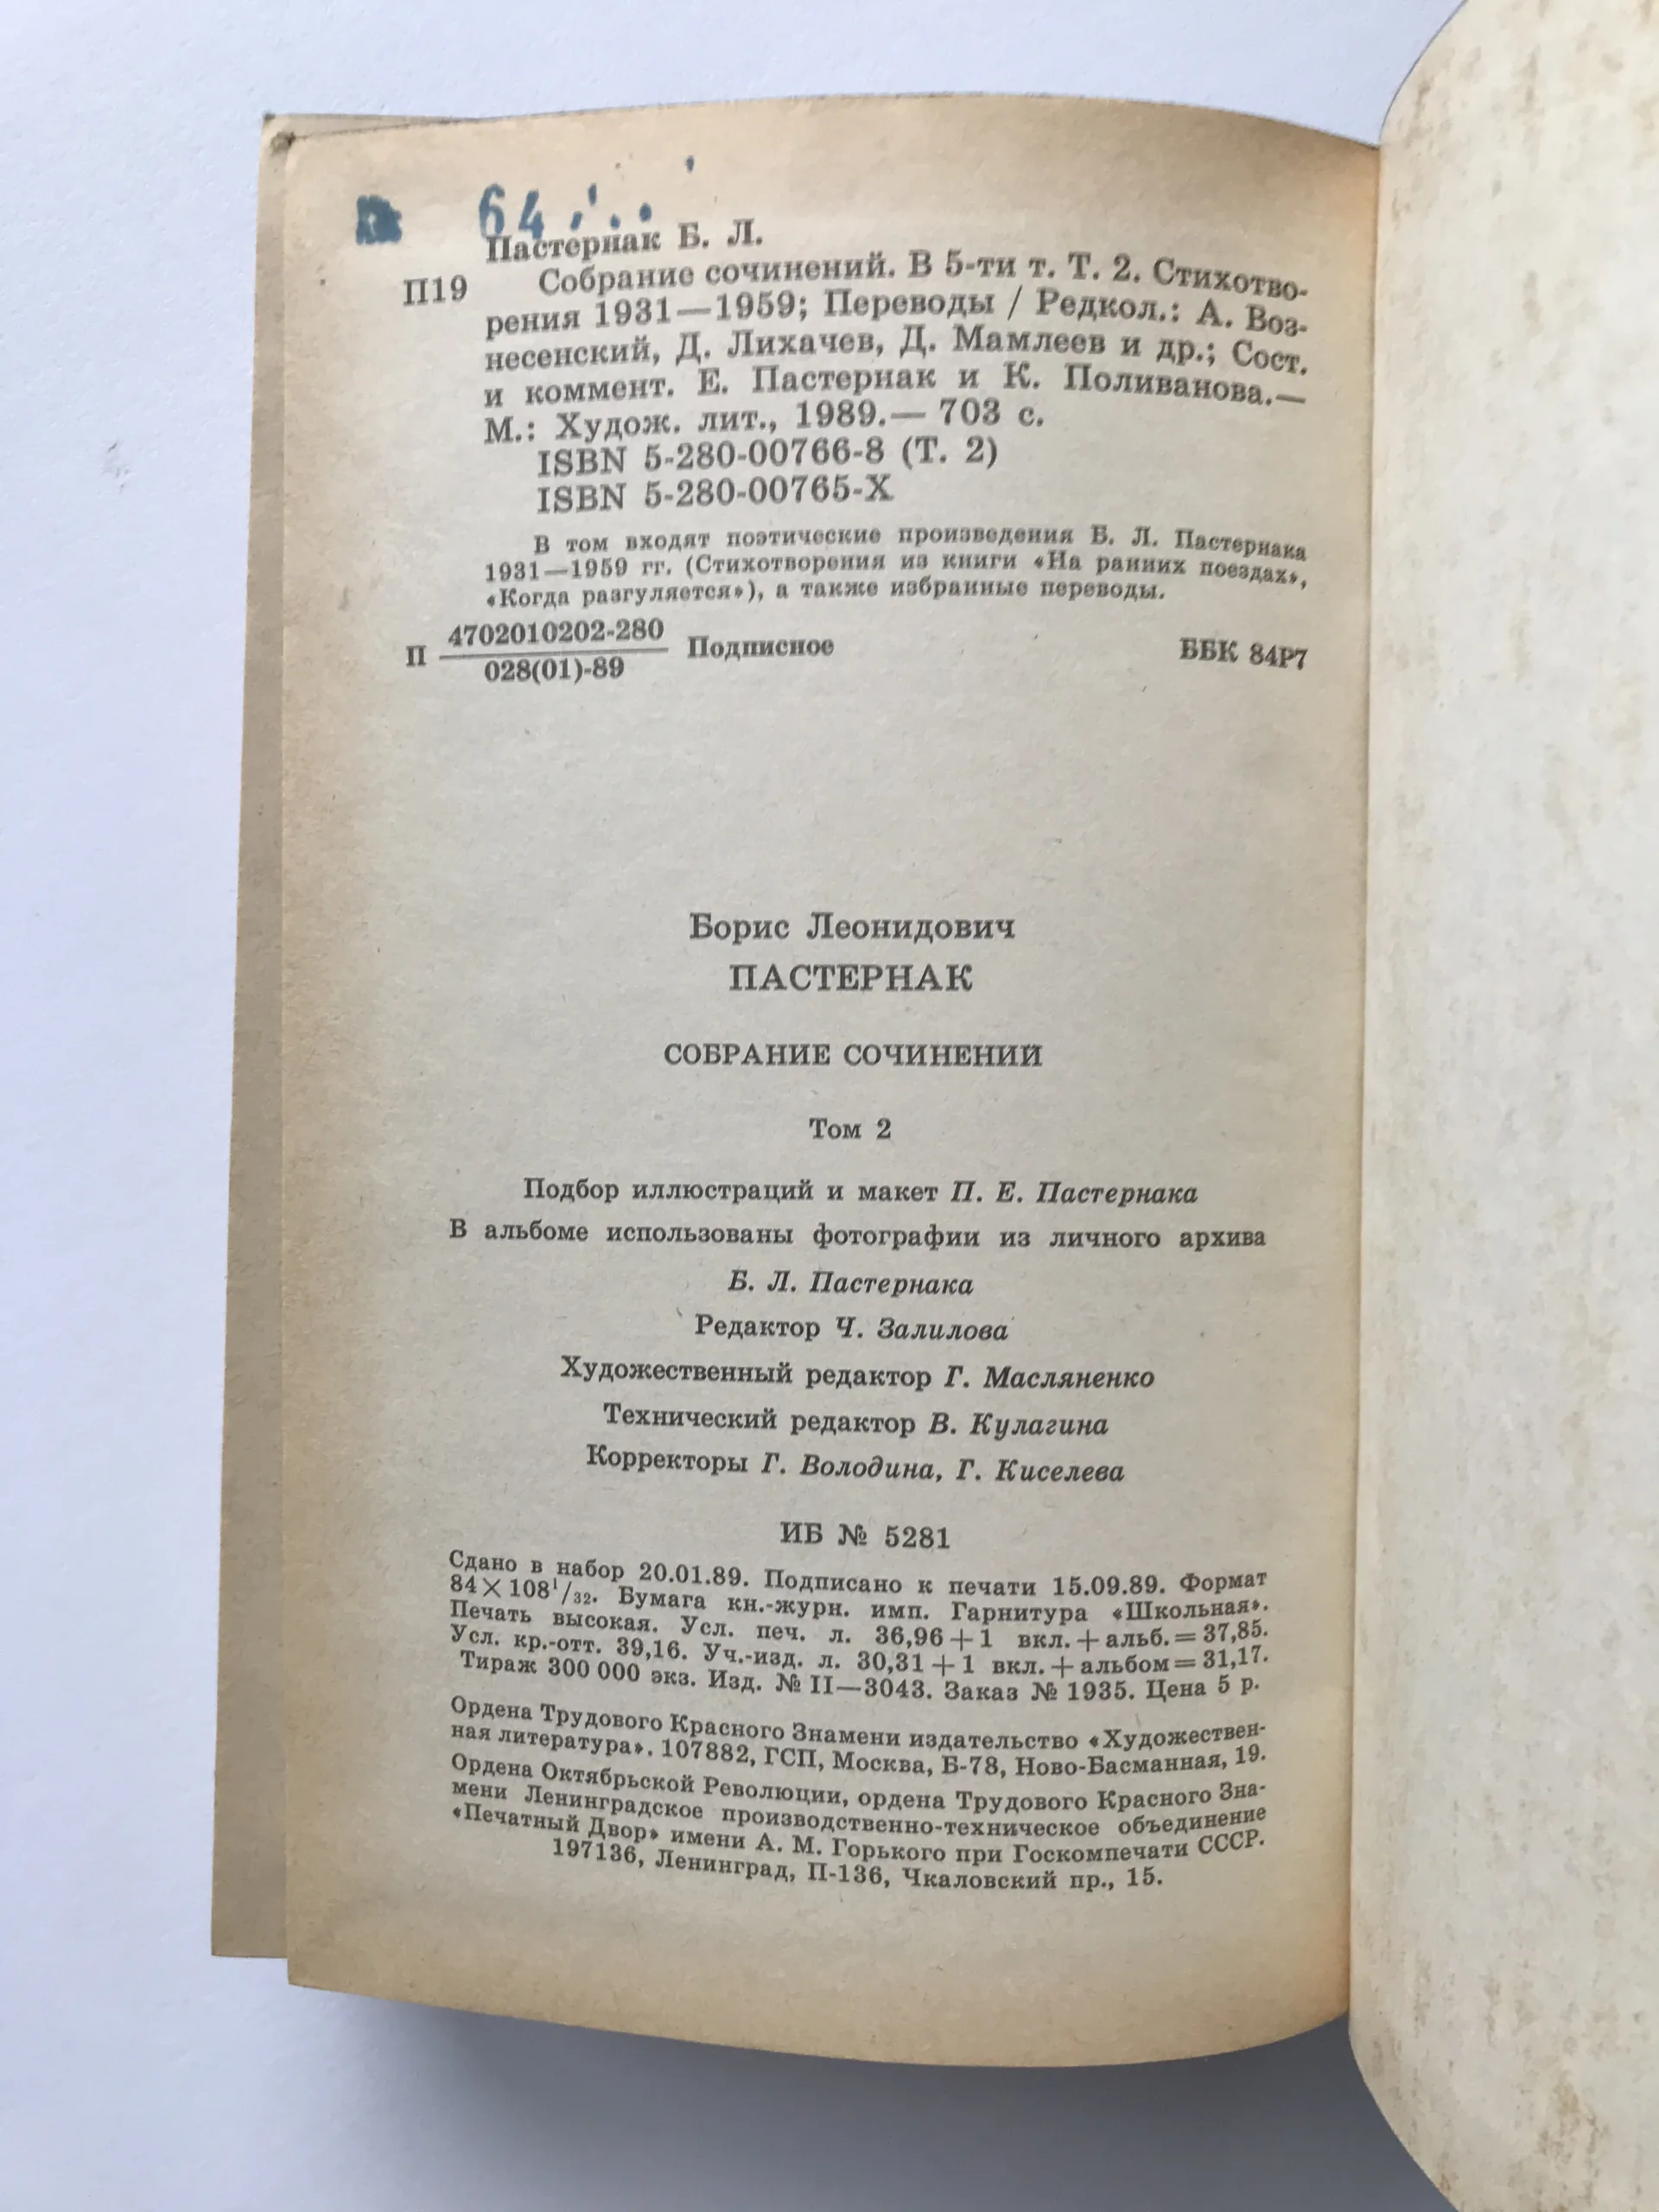 64
Пастернак Б. Л.
П19 Собрание сочинений. В 5-ти т. Т. 2. Стихотво-
рения 1931—1959; Переводы / Редкол.: А. Воз-
несенский, Д. Лихачев, Д. Мамлеев и др.; Сост.
и коммент. Е. Пастернак и К. Поливанова.—
М.: Худож. лит., 1989.— 703 с.
ISBN 5-280-00766-8 (Т. 2)
ISBN 5-280-00765-X
В том входят поэтические произведения Б. Л. Пастернака
1931—1959 гг. (Стихотворения из книги «На ранних поездах»,
«Когда разгуляется»), а также избранные переводы.
П 4702010202-280 Подписное ББК 84Р7
028(01)-89
Борис Леонидович
ПАСТЕРНАК
СОБРАНИЕ СОЧИНЕНИЙ
Том 2
Подбор иллюстраций и макет П. Е. Пастернака
В альбоме использованы фотографии из личного архива
Б. Л. Пастернака
Редактор Ч. Залилова
Художественный редактор Г. Масляненко
Технический редактор В. Кулагина
Корректоры Г. Володина, Г. Киселева
ИБ № 5281
Сдано в набор 20.01.89. Подписано к печати 15.09.89. Формат
84×108¹/₃₂. Бумага кн.-журн. имп. Гарнитура «Школьная».
Печать высокая. Усл. печ. л. 36,96+1 вкл.+альб.=37,85.
Усл. кр.-отт. 39,16. Уч.-изд. л. 30,31+1 вкл.+альбом=31,17.
Тираж 300 000 экз. Изд. № II—3043. Заказ № 1935. Цена 5 р.
Ордена Трудового Красного Знамени издательство «Художествен-
ная литература». 107882, ГСП, Москва, Б-78, Ново-Басманная, 19.
Ордена Октябрьской Революции, ордена Трудового Красного Зна-
мени Ленинградское производственно-техническое объединение
«Печатный Двор» имени А. М. Горького при Госкомпечати СССР.
197136, Ленинград, П-136, Чкаловский пр., 15.